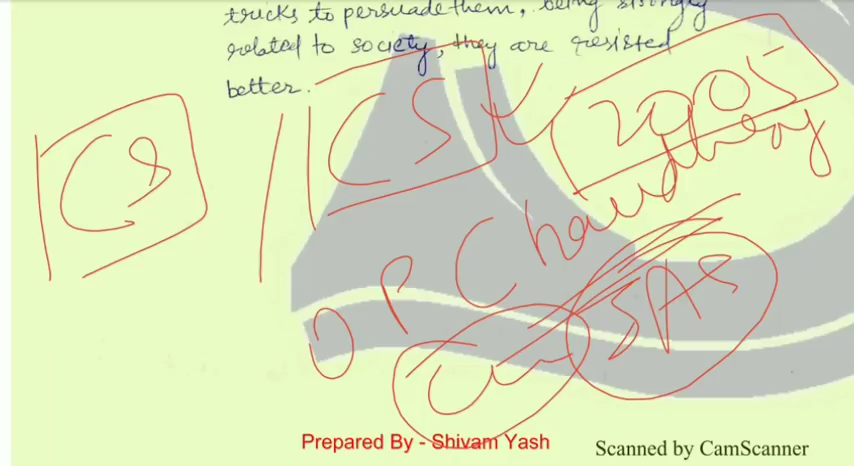 tricks to persuade them, being strongly
related to society, they are resisted
better.
CS
CSK
2005
O P Chaudhary
SAS
Prepared By - Shivam Yash
Scanned by CamScanner